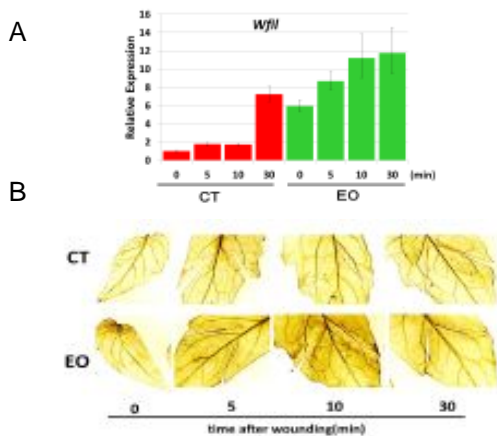 A
Wfil
16
14
12
10
8
6
4
2
0
Relative Expression
0 5 10 30 0 5 10 30 (min)
CT EO
B
CT
EO
0 5 10 30
time after wounding(min)